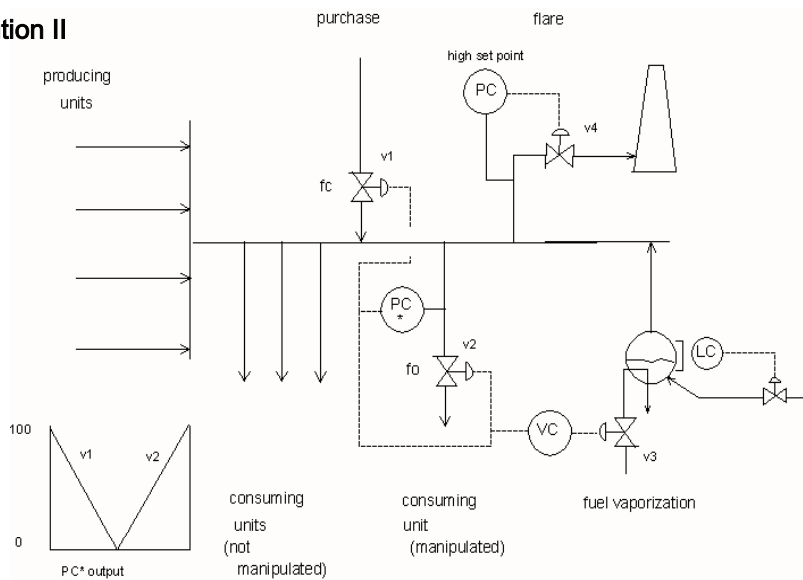 tion II
purchase
flare
high set point
producing
units
PC
v4
v1
fc
PC
*
v2
fo
LC
VC
v3
100
v1
v2
0
PC* output
consuming
units
(not
manipulated)
consuming
unit
(manipulated)
fuel vaporization